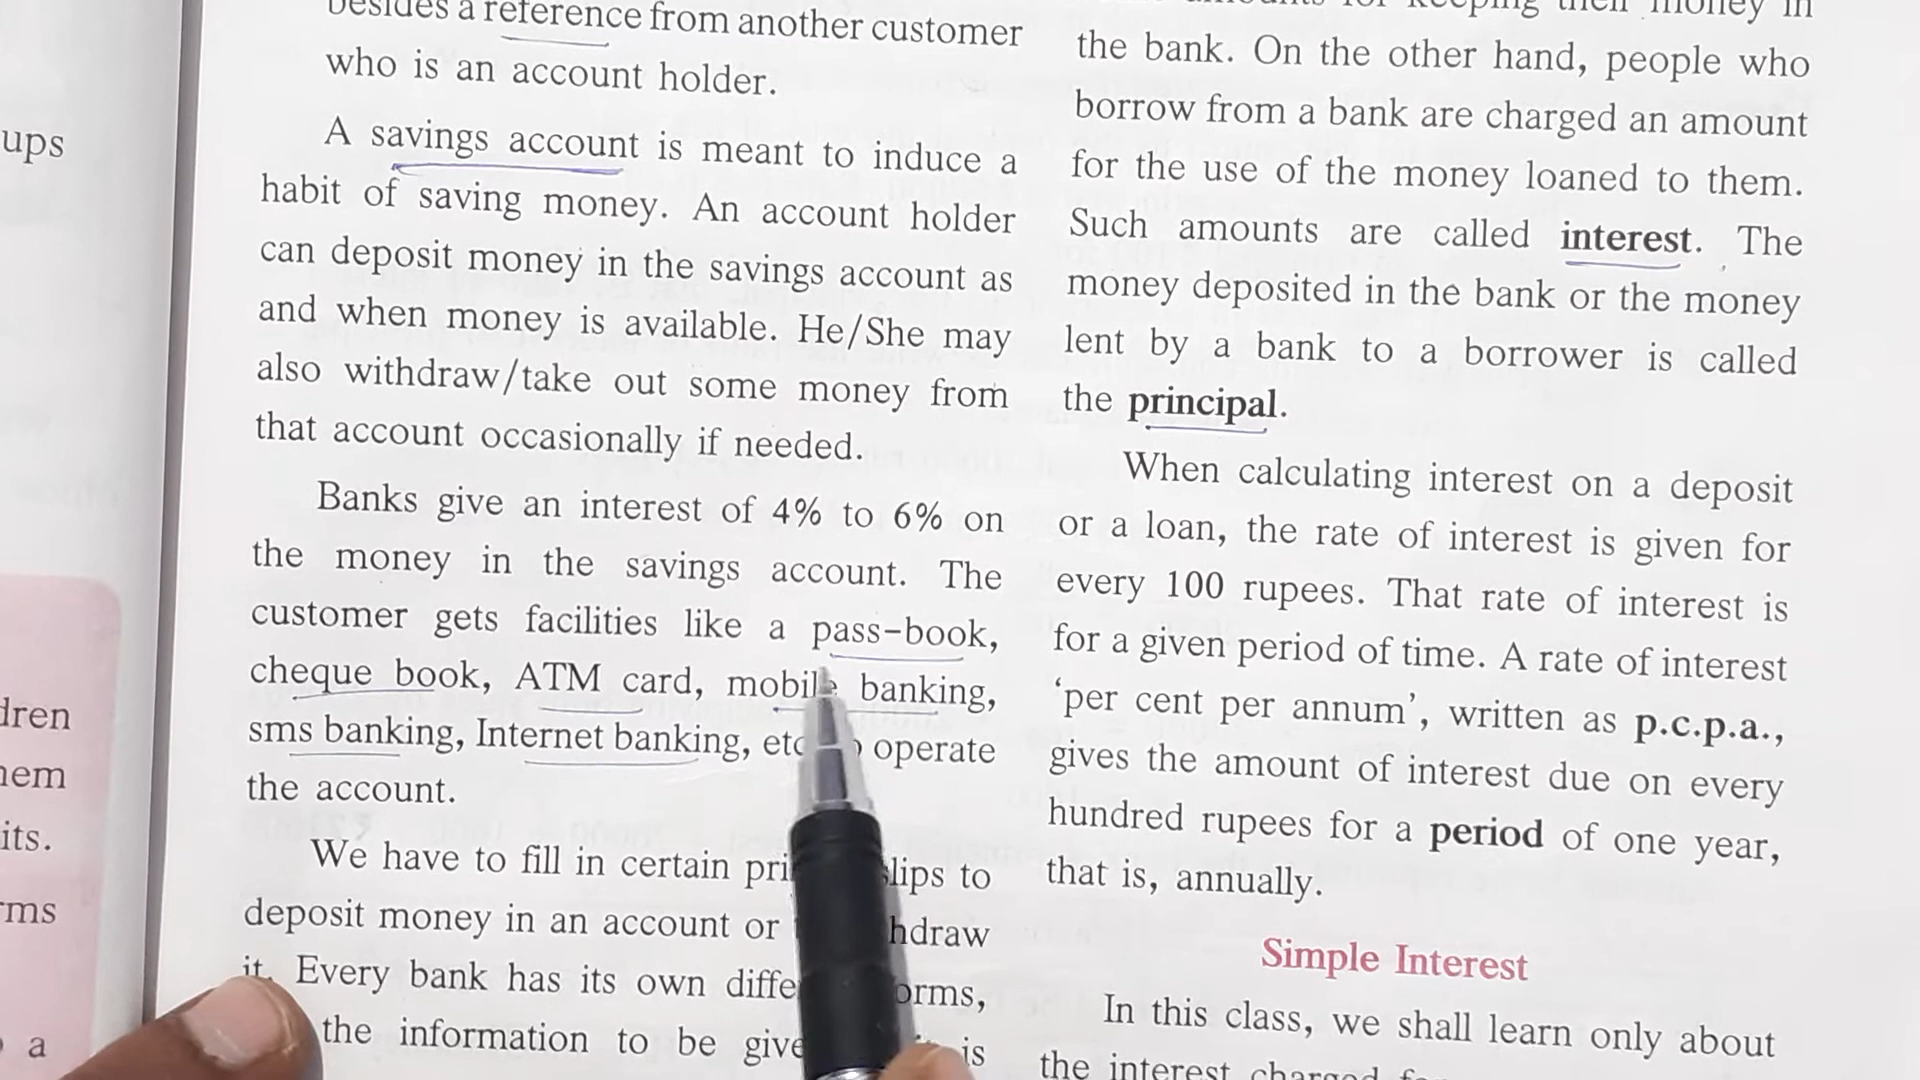 ups
dren
its.
a
besides a reference from another customer
who is an account holder.
A savings account is meant to induce a
habit of saving money. An account holder
can deposit money in the savings account as
and when money is available. He/She may
also withdraw/take out some money from
that account occasionally if needed.
Banks give an interest of 4% to 6% on
the money in the savings account. The
customer gets facilities like a pass-book,
cheque book, ATM card, mobile banking,
sms banking, Internet banking, etc operate
the account.
We have to fill in certain slips to
deposit money in an account or
it. Every bank has its own forms,
the information to be is
keeping their money in
the bank. On the other hand, people who
borrow from a bank are charged an amount
for the use of the money loaned to them.
Such amounts are called interest. The
money deposited in the bank or the money
lent by a bank to a borrower is called
the principal.
When calculating interest on a deposit
or a loan, the rate of interest is given for
every 100 rupees. That rate of interest is
for a given period of time. A rate of interest
‘per cent per annum’, written as p.c.p.a.,
gives the amount of interest due on every
hundred rupees for a period of one year,
that is, annually.
Simple Interest
In this class, we shall learn only about
the interest charged